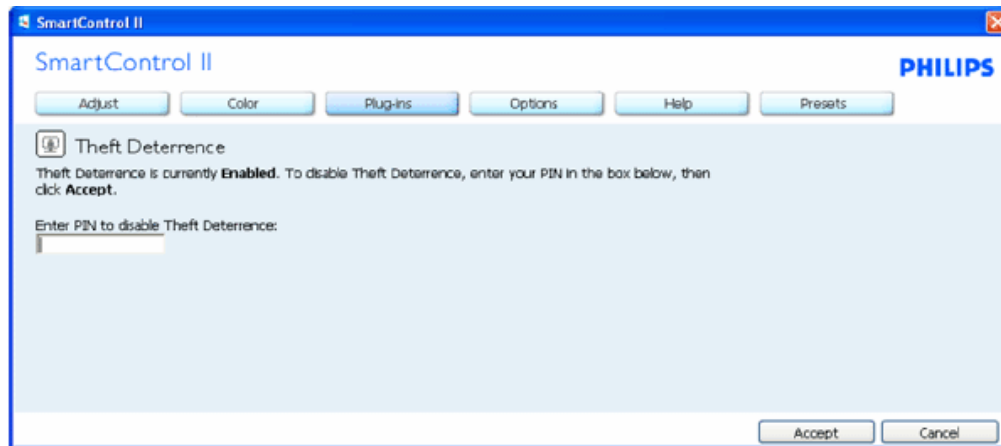 SmartControl II
SmartControl II
PHILIPS
Adjust Color Plug-ins Options Help Presets
Theft Deterrence
Theft Deterrence is currently Enabled. To disable Theft Deterrence, enter your PIN in the box below, then
click Accept.
Enter PIN to disable Theft Deterrence:
Accept Cancel